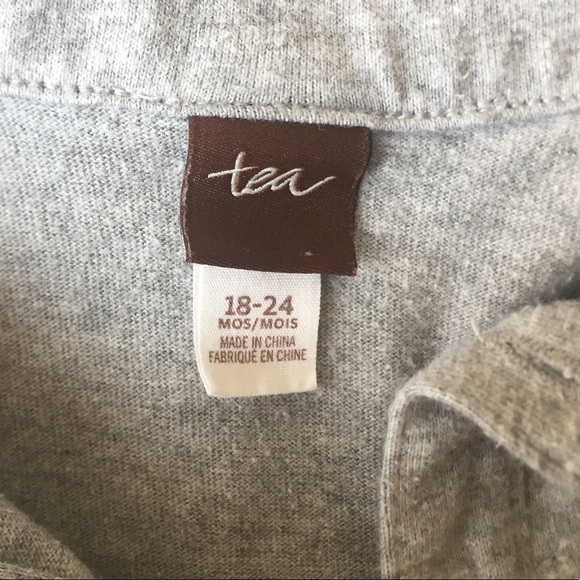 tea
18-24
MOS/MOIS
MADE IN CHINA
FABRIQUÉ EN CHINE